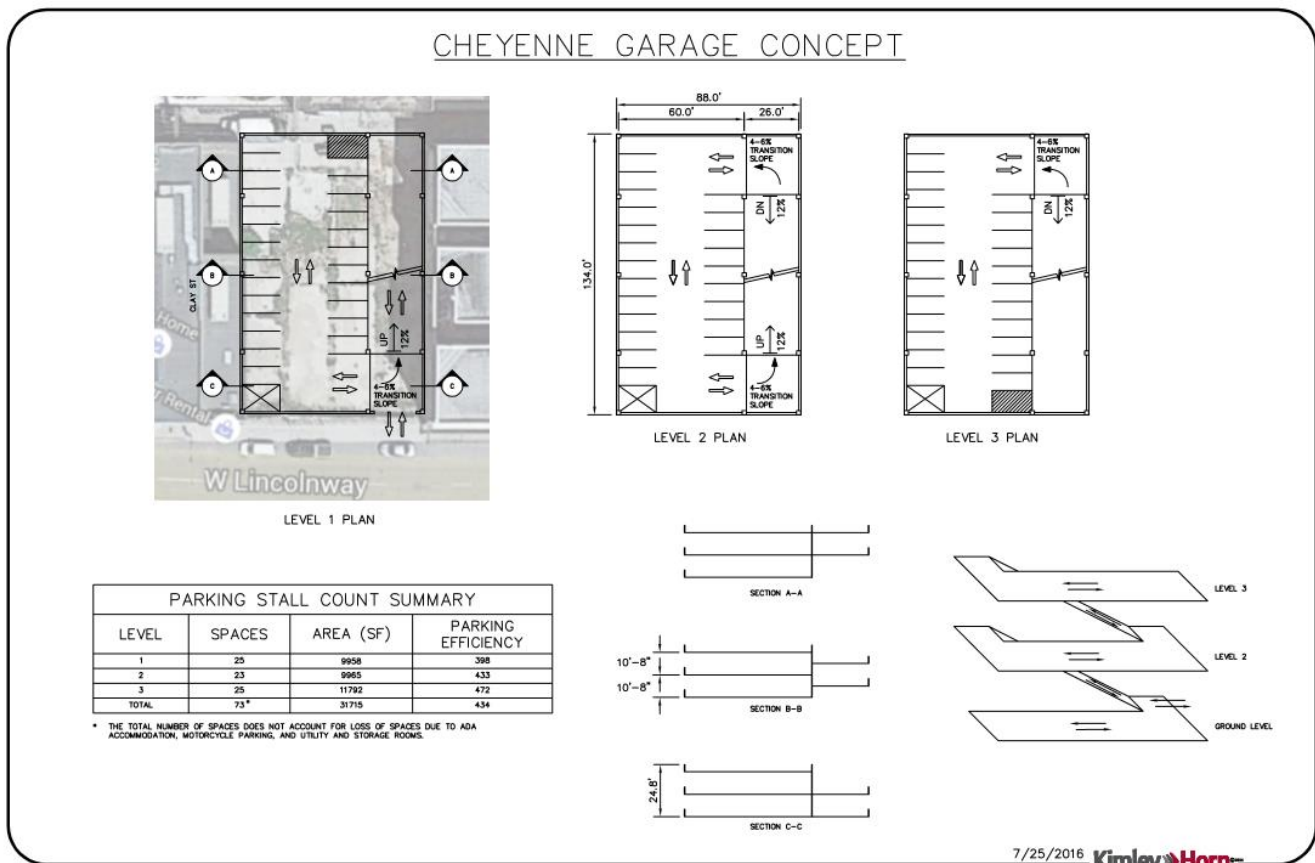 CHEYENNE GARAGE CONCEPT
A
A
B
B
C
C
CLAY ST
Home
Rental
UP
12%
4-6%
TRANSITION
SLOPE
W Lincolnway
LEVEL 1 PLAN
88.0'
60.0'
26.0'
134.0'
4-6%
TRANSITION
SLOPE
DN
12%
UP
12%
4-6%
TRANSITION
SLOPE
LEVEL 2 PLAN
4-6%
TRANSITION
SLOPE
DN
12%
LEVEL 3 PLAN
PARKING STALL COUNT SUMMARY
LEVEL SPACES AREA (SF) PARKING EFFICIENCY
1 25 9958 398
2 23 9965 433
3 25 11792 472
TOTAL 73* 31715 434
* THE TOTAL NUMBER OF SPACES DOES NOT ACCOUNT FOR LOSS OF SPACES DUE TO ADA
ACCOMMODATION, MOTORCYCLE PARKING, AND UTILITY AND STORAGE ROOMS.
SECTION A-A
10'-8"
10'-8"
SECTION B-B
24.8'
SECTION C-C
LEVEL 3
LEVEL 2
GROUND LEVEL
7/25/2016
Kimley»Horn